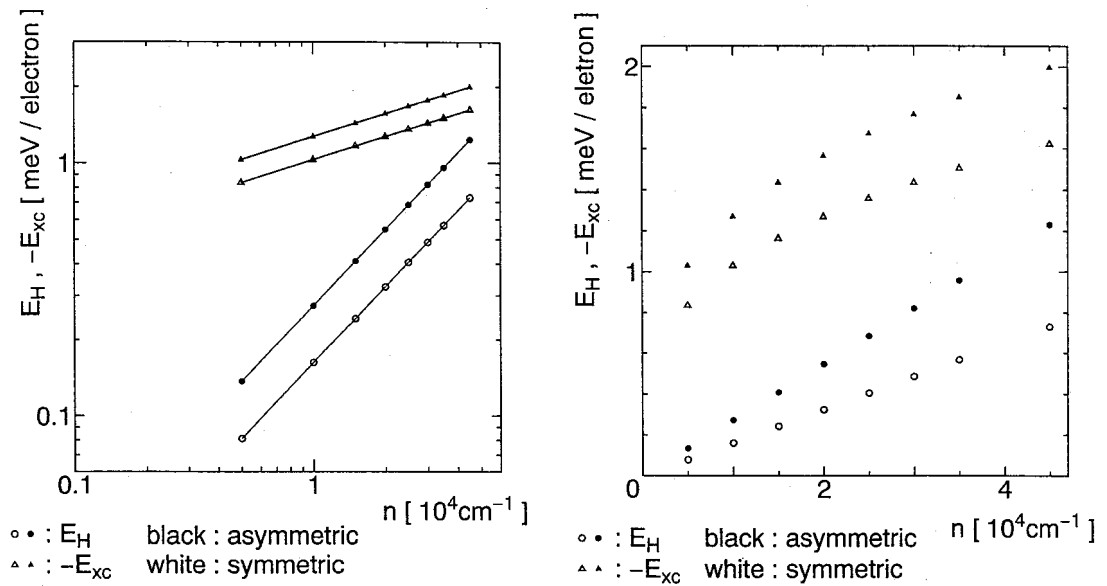 E_H , −E_xc [ meV / electron ]
1
0.1
0.1
1
n [ 10^4cm^−1 ]
○ ● : E_H black : asymmetric
△ ▲ : −E_xc white : symmetric
E_H , −E_xc [ meV / eletron ]
2
1
0
2
4
n [ 10^4cm^−1 ]
○ ● : E_H black : asymmetric
△ ▲ : −E_xc white : symmetric